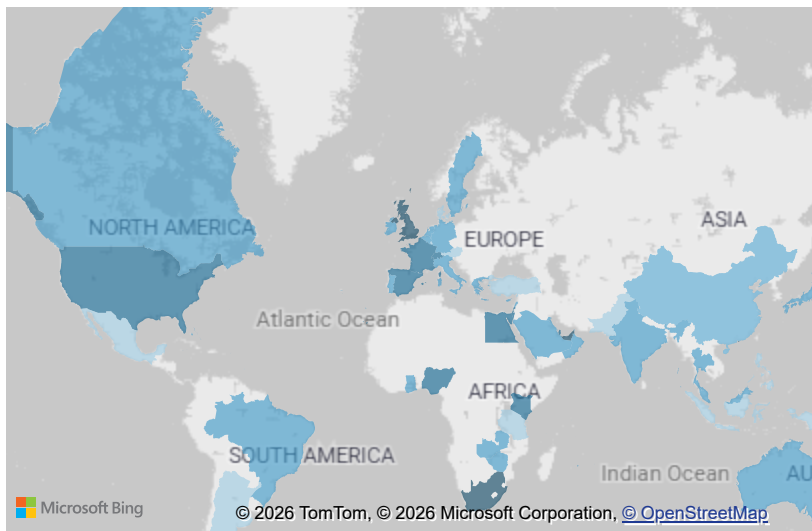 NORTH AMERICA
EUROPE
ASIA
Atlantic Ocean
AFRICA
SOUTH AMERICA
Indian Ocean
AU
Microsoft Bing
© 2026 TomTom, © 2026 Microsoft Corporation, © OpenStreetMap